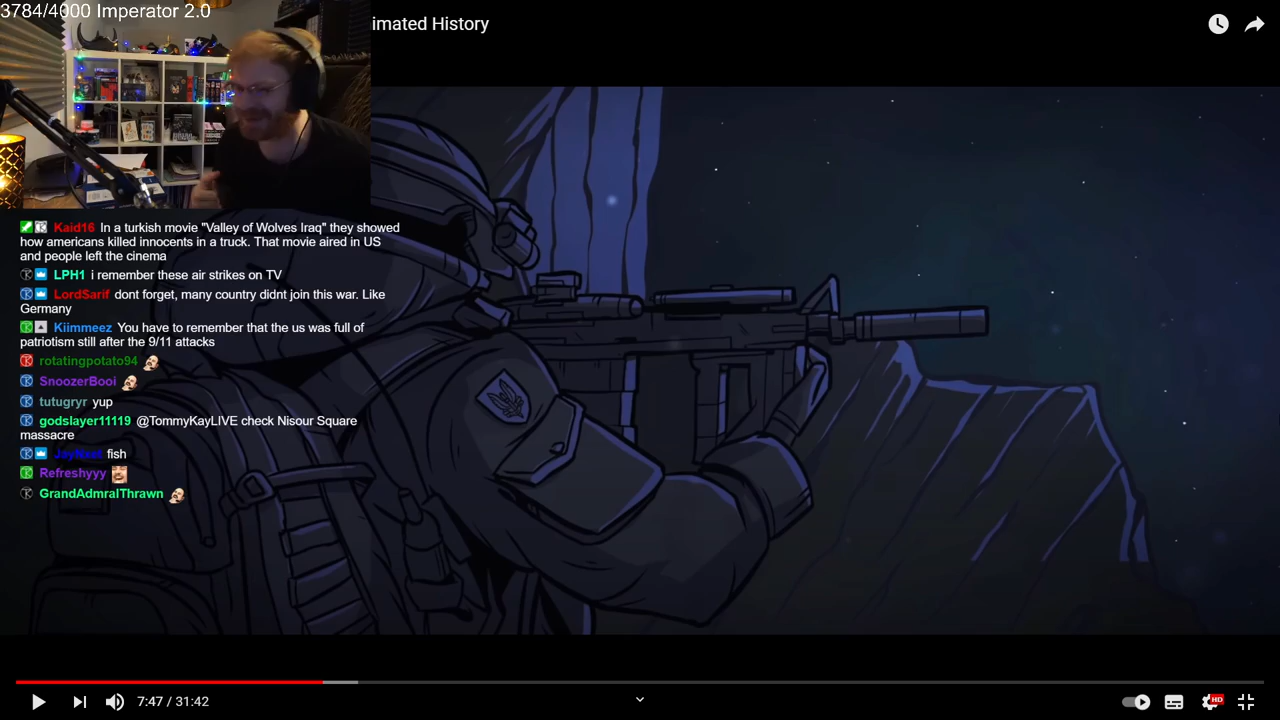 3784/4000 Imperator 2.0
imated History
Kaid16 In a turkish movie "Valley of Wolves Iraq" they showed
how americans killed innocents in a truck. That movie aired in US
and people left the cinema
LPH1 i remember these air strikes on TV
LordSarif dont forget, many country didnt join this war. Like
Germany
Kiimmeez You have to remember that the us was full of
patriotism still after the 9/11 attacks
rotatingpotato94
SnoozerBooi
tutugryr yup
godslayer11119 @TommyKayLIVE check Nisour Square
massacre
fish
Refreshyyy
GrandAdmralThrawn
7:47 / 31:42
HD